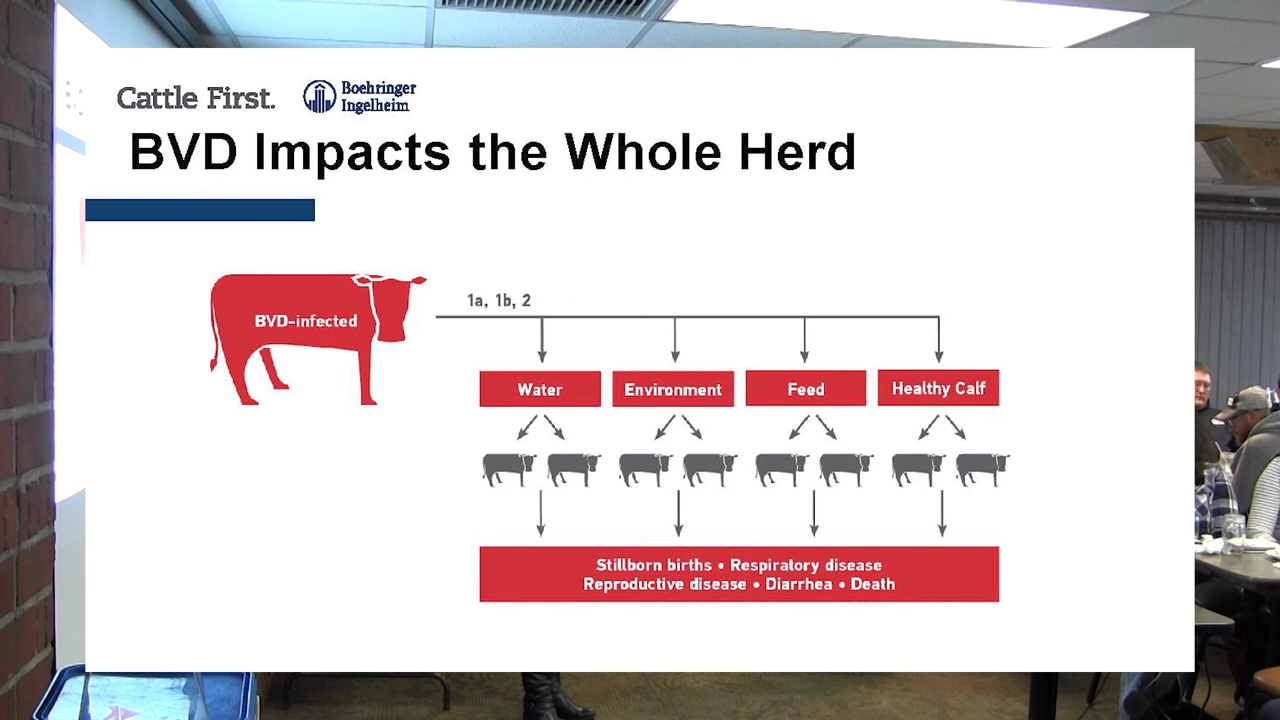 Cattle First.
Boehringer
Ingelheim
BVD Impacts the Whole Herd
BVD-infected
1a, 1b, 2
Water
Environment
Feed
Healthy Calf
Stillborn births • Respiratory disease
Reproductive disease • Diarrhea • Death